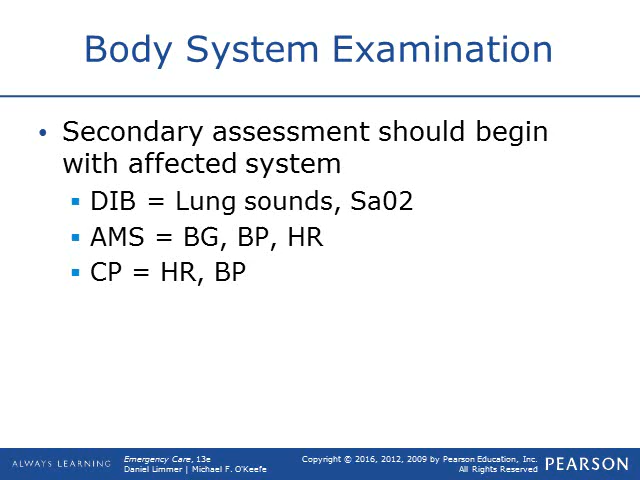 Body System Examination
• Secondary assessment should begin
with affected system
▪ DIB = Lung sounds, Sa02
▪ AMS = BG, BP, HR
▪ CP = HR, BP
ALWAYS LEARNING
Emergency Care, 13e
Daniel Limmer | Michael F. O'Keefe
Copyright © 2016, 2012, 2009 by Pearson Education, Inc.
All Rights Reserved
PEARSON